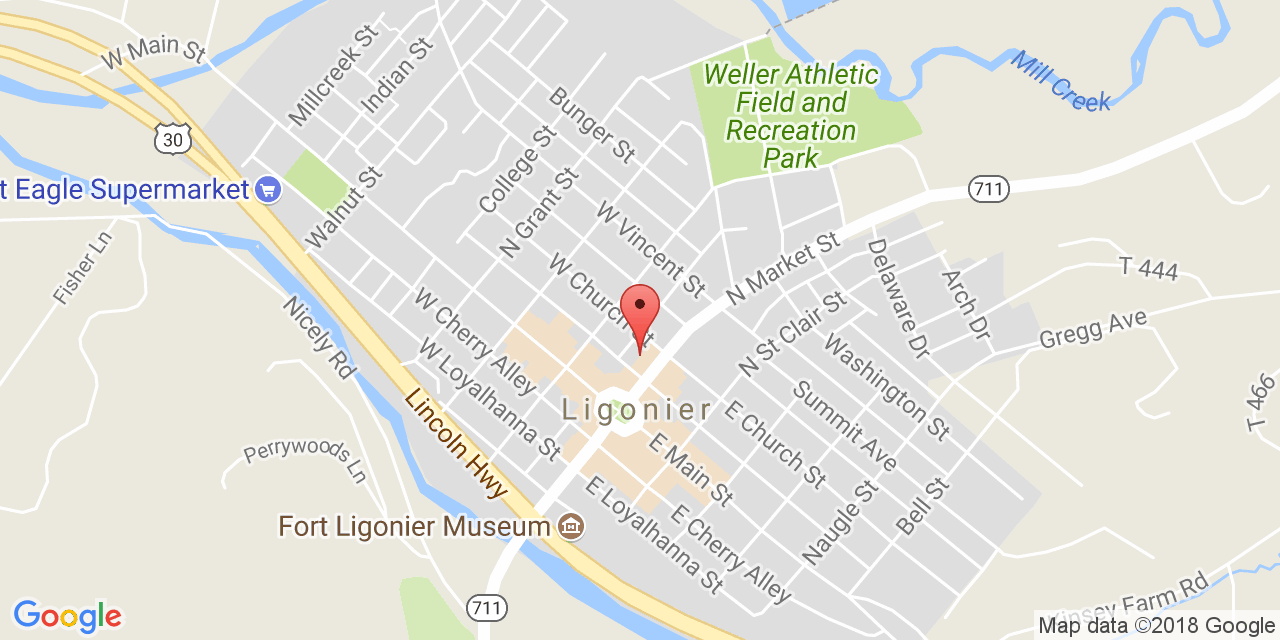 W Main St
Millcreek St
Indian St
Bunger St
Weller Athletic
Field and
Recreation
Park
Mill Creek
30
College St
t Eagle Supermarket
Walnut St
N Grant St
711
W Vincent St
N Market St
Fisher Ln
W Church St
Delaware Dr
Arch Dr
T 444
Nicely Rd
W Cherry Alley
W Loyalhanna St
N St Clair St
Gregg Ave
Washington St
Lincoln Hwy
Ligonier
Summit Ave
T 466
E Church St
E Main St
Perrywoods Ln
Fort Ligonier Museum
E Loyalhanna St
E Cherry Alley
Naugle St
Bell St
711
Kinsey Farm Rd
Google
Map data ©2018 Google